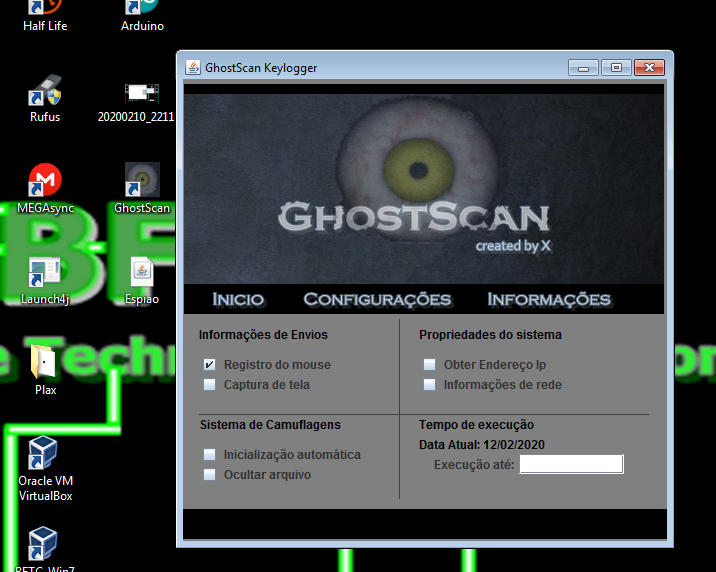 Half Life
Arduino
Rufus
20200210_2211
MEGAsync
GhostScan
Launch4j
Espiao
Plax
Oracle VM
VirtualBox
GhostScan Keylogger
GHOSTSCAN
created by X
INICIO
CONFIGURAÇÕES
INFORMAÇÕES
Informações de Envios
Registro do mouse
Captura de tela
Propriedades do sistema
Obter Endereço Ip
Informações de rede
Sistema de Camuflagens
Inicialização automática
Ocultar arquivo
Tempo de execução
Data Atual: 12/02/2020
Execução até: